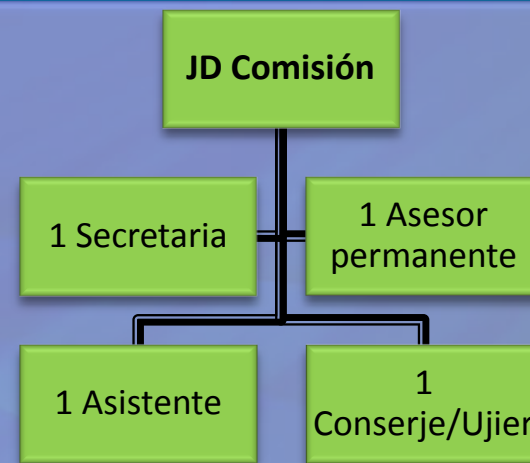 JD Comisión
1 Secretaria
1 Asesor
permanente
1 Asistente
1
Conserje/Ujier